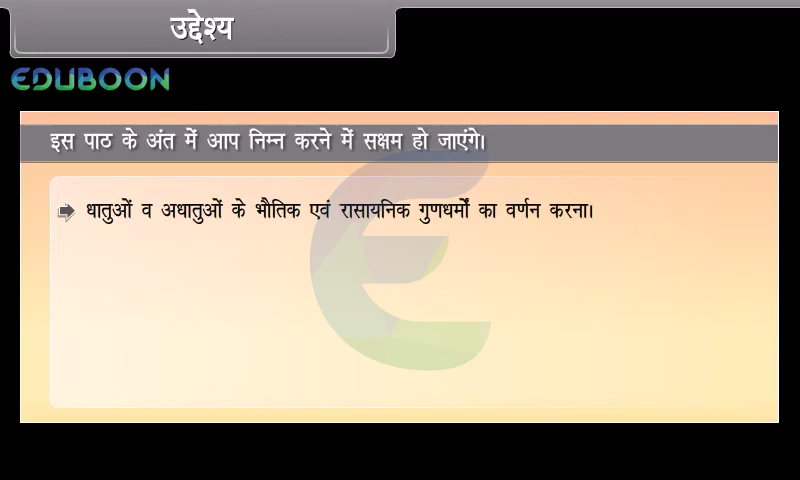 उद्देश्य
EDUBOON
इस पाठ के अंत में आप निम्न करने में सक्षम हो जाएंगे।
धातुओं व अधातुओं के भौतिक एवं रासायनिक गुणधर्मों का वर्णन करना।